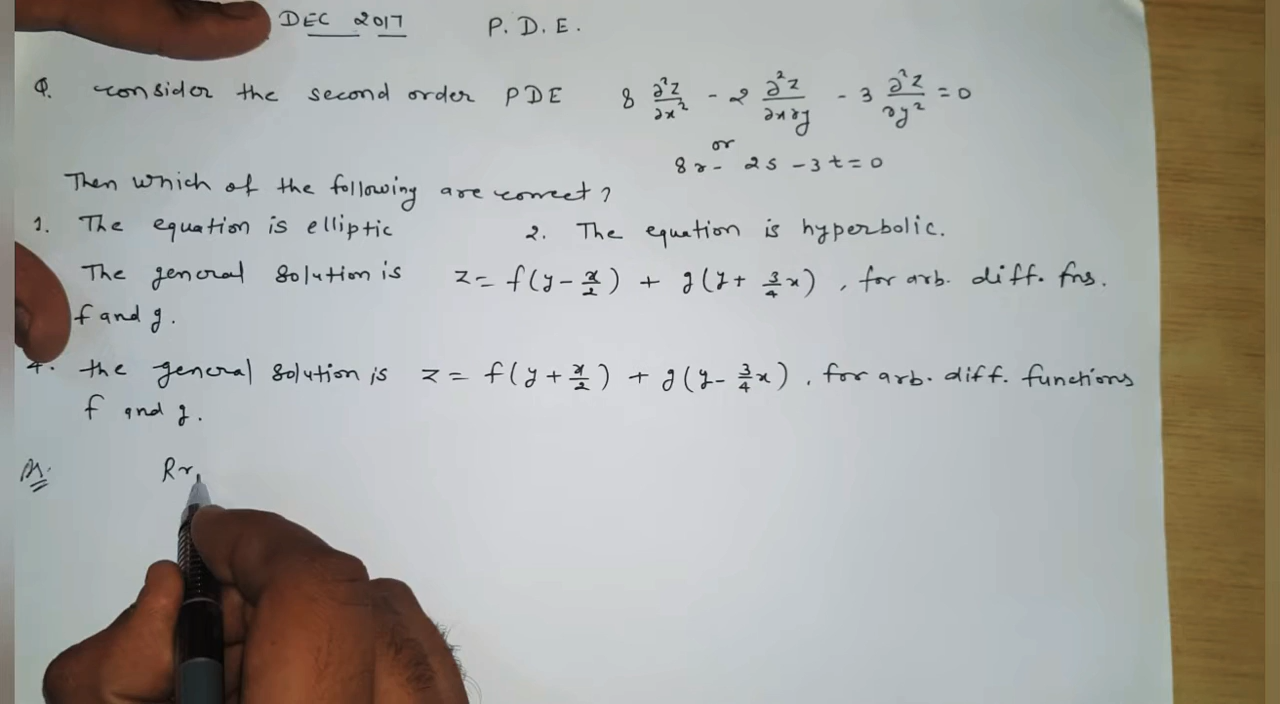 DEC 2017 P. D. E.
Q. consider the second order PDE 8 ∂²z/∂x² - 2 ∂²z/∂x∂y - 3 ∂²z/∂y² = 0
or
8r - 2s - 3t = 0
Then which of the following are correct?
1. The equation is elliptic 2. The equation is hyperbolic.
The general solution is z = f(y - x/2) + g(y + 3/4 x), for arb. diff. fns.
f and g.
4. the general solution is z = f(y + x/2) + g(y - 3/4 x), for arb. diff. functions
f and g.
Rr